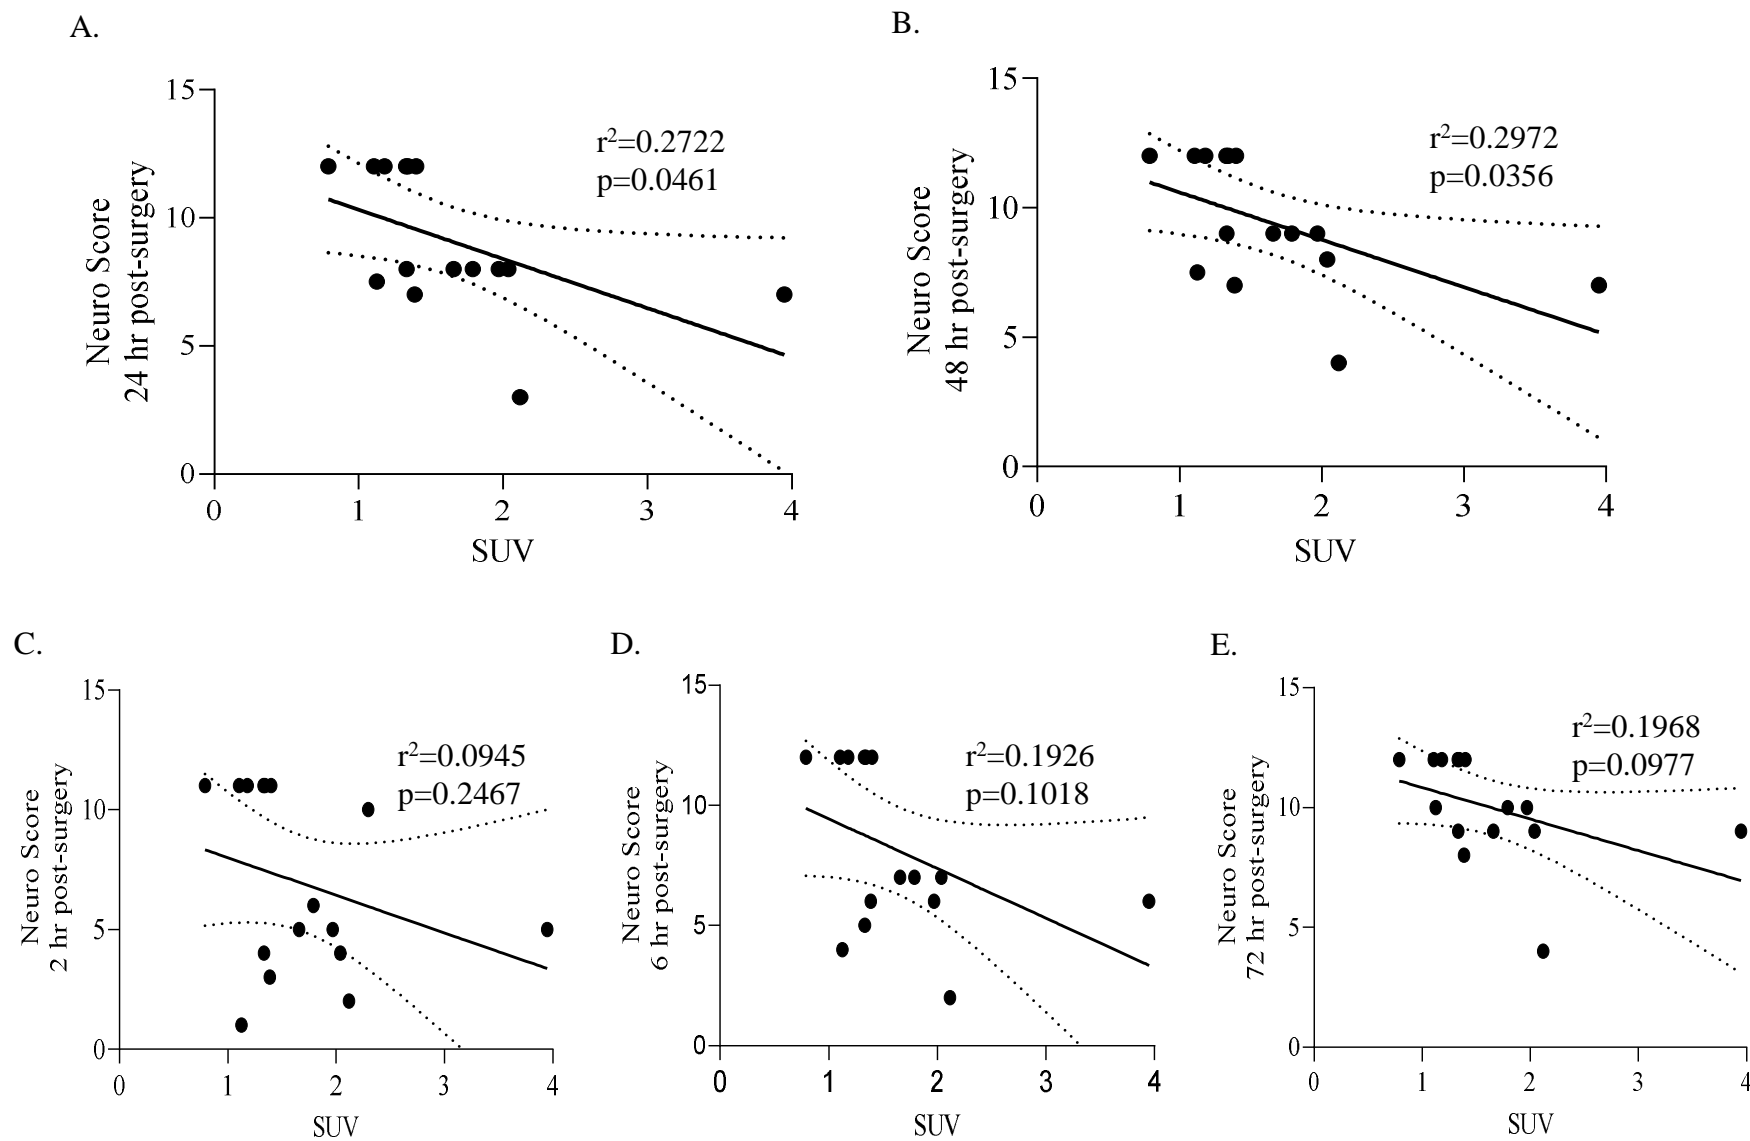 A.
15
10
5
0
0 1 2 3 4
Neuro Score
24 hr post-surgery
SUV
r²=0.2722
p=0.0461
B.
15
10
5
0
0 1 2 3 4
Neuro Score
48 hr post-surgery
SUV
r²=0.2972
p=0.0356
C.
15
10
5
0
0 1 2 3 4
Neuro Score
2 hr post-surgery
SUV
r²=0.0945
p=0.2467
D.
15
10
5
0
0 1 2 3 4
Neuro Score
6 hr post-surgery
SUV
r²=0.1926
p=0.1018
E.
15
10
5
0
0 1 2 3 4
Neuro Score
72 hr post-surgery
SUV
r²=0.1968
p=0.0977